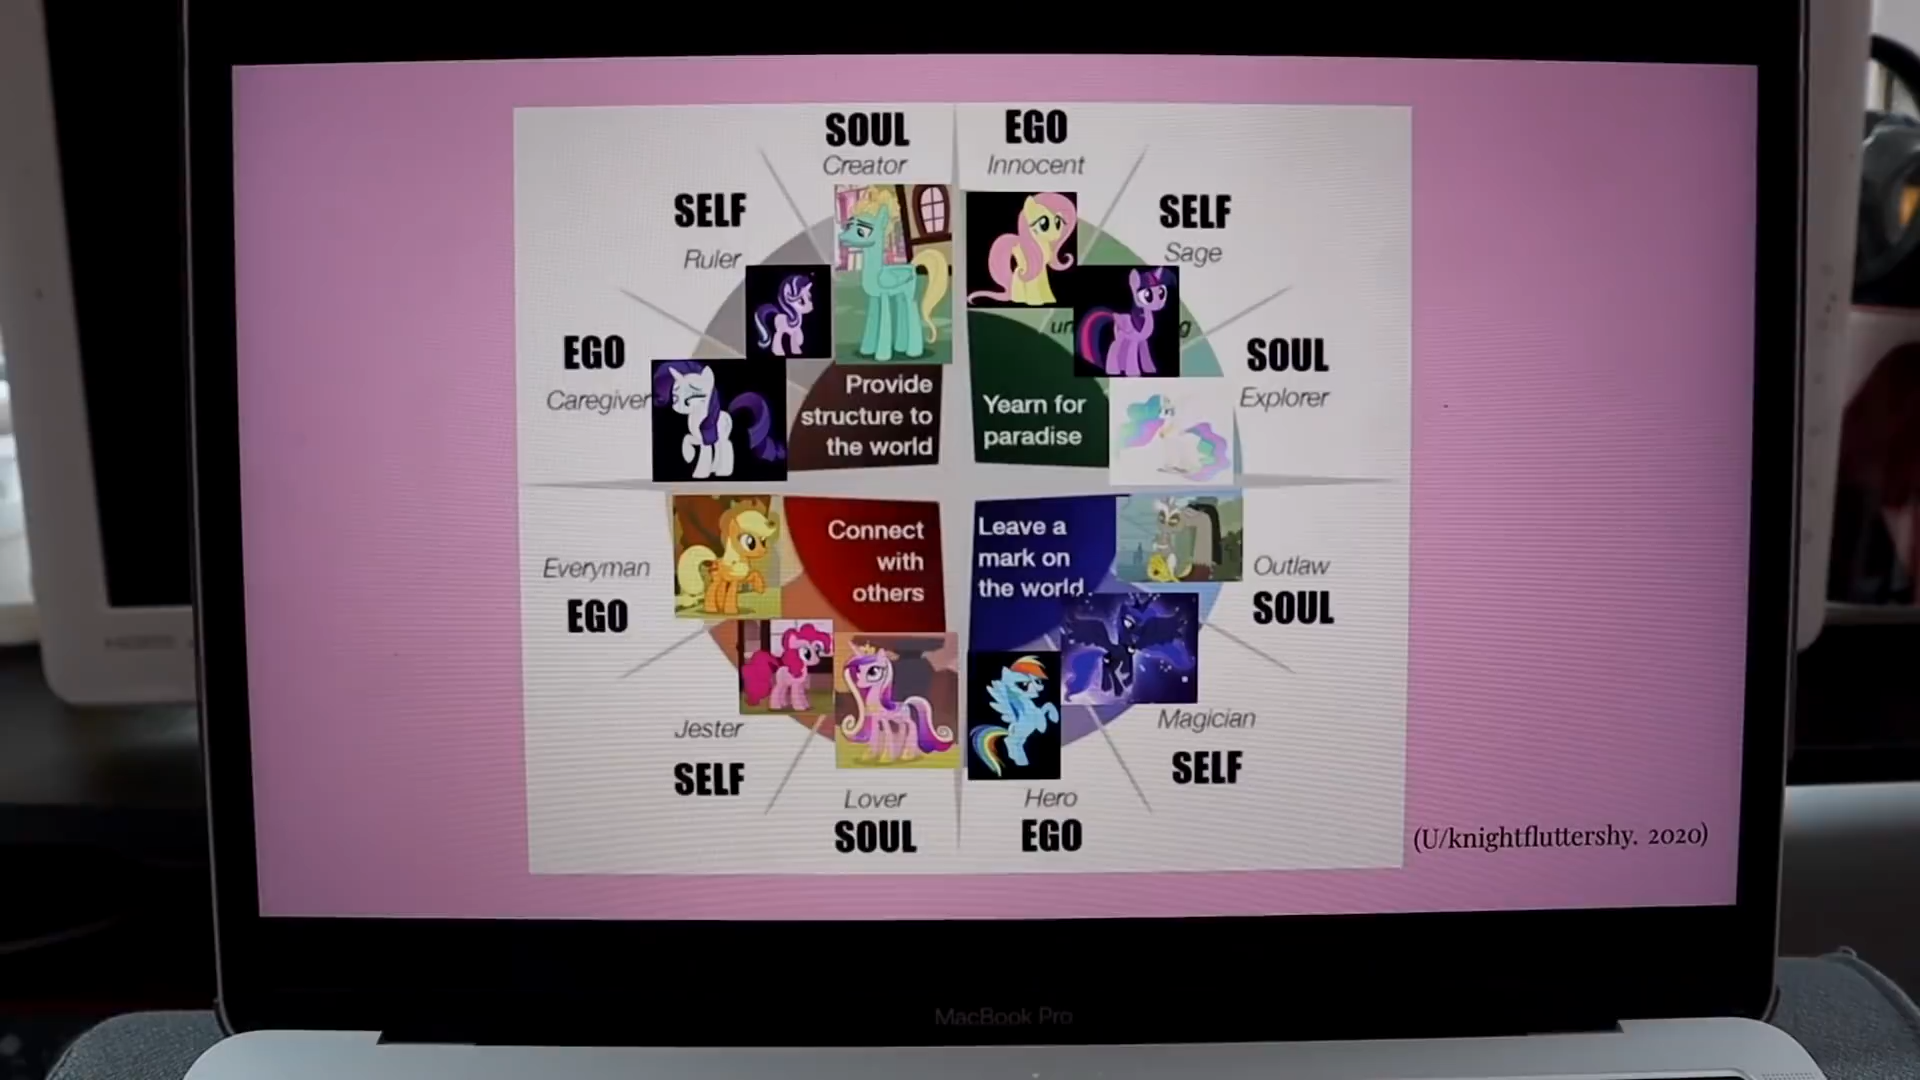 SOUL
Creator
EGO
Innocent
SELF
Ruler
SELF
Sage
EGO
Caregiver
SOUL
Explorer
Provide
structure to
the world
Yearn for
paradise
Connect
with
others
Leave a
mark on
the world
Everyman
EGO
Outlaw
SOUL
Jester
SELF
Magician
SELF
Lover
SOUL
Hero
EGO
(U/knightfluttershy. 2020)
MacBook Pro